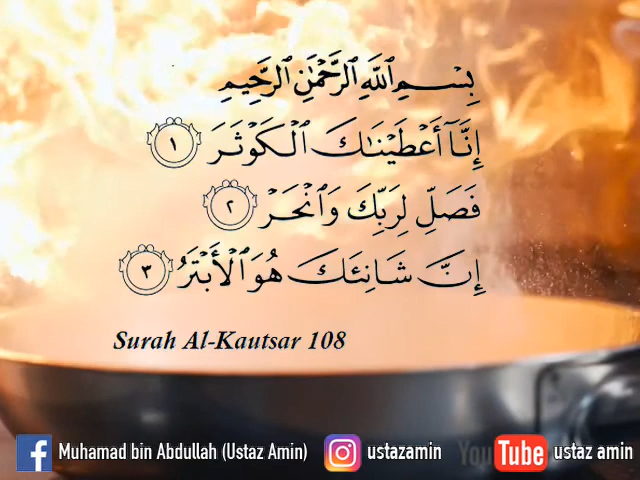 بِسْمِ ٱللَّهِ ٱلرَّحْمَٰنِ ٱلرَّحِيمِ
إِنَّآ أَعْطَيْنَٰكَ ٱلْكَوْثَرَ ١
فَصَلِّ لِرَبِّكَ وَٱنْحَرْ ٢
إِنَّ شَانِئَكَ هُوَ ٱلْأَبْتَرُ ٣
Surah Al-Kautsar 108
f Muhamad bin Abdullah (Ustaz Amin) ustazamin YouTube ustaz amin